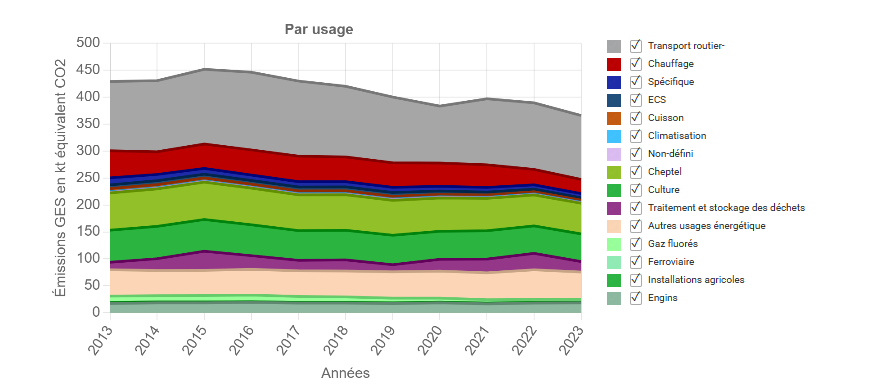 Par usage
Émissions GES en kt équivalent CO2
500
450
400
350
300
250
200
150
100
50
0
2013
2014
2015
2016
2017
2018
2019
2020
2021
2022
2023
Années
Transport routier-
Chauffage
Spécifique
ECS
Cuisson
Climatisation
Non-défini
Cheptel
Culture
Traitement et stockage des déchets
Autres usages énergétique
Gaz fluorés
Ferroviaire
Installations agricoles
Engins